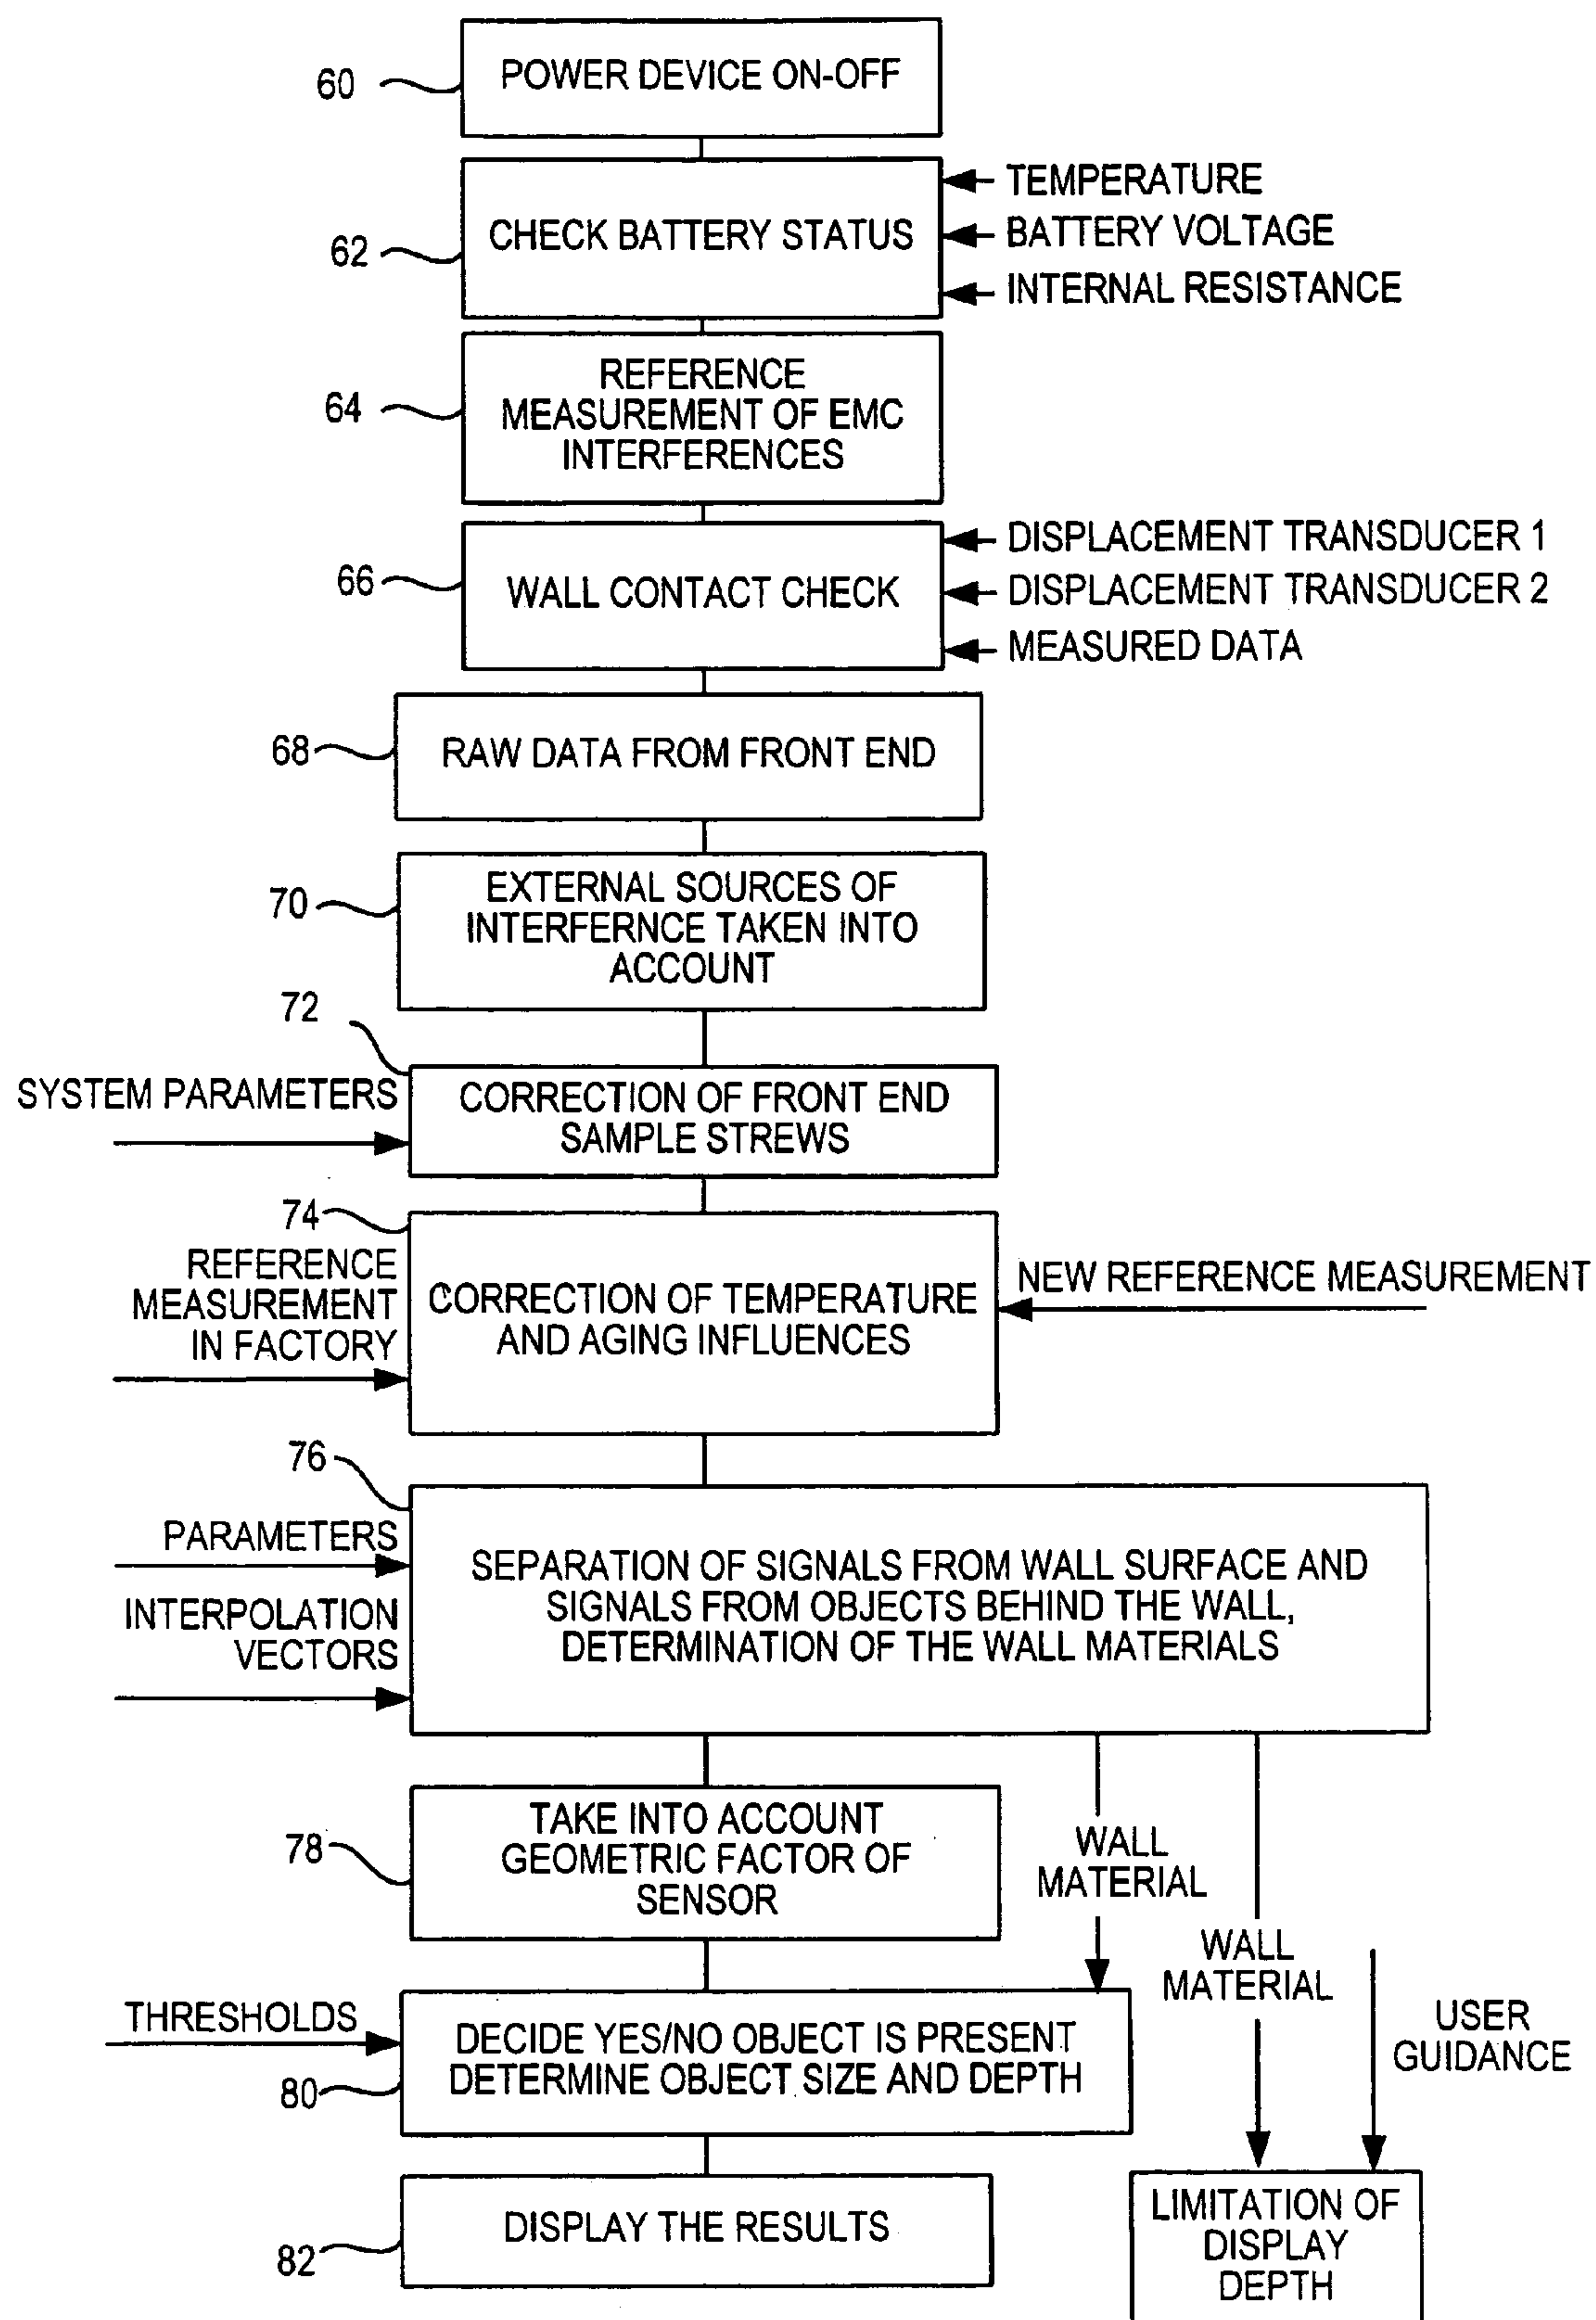 POWER DEVICE ON-OFF
60
CHECK BATTERY STATUS
62
TEMPERATURE
BATTERY VOLTAGE
INTERNAL RESISTANCE
REFERENCE
MEASUREMENT OF EMC
INTERFERENCES
64
WALL CONTACT CHECK
66
DISPLACEMENT TRANSDUCER 1
DISPLACEMENT TRANSDUCER 2
MEASURED DATA
RAW DATA FROM FRONT END
68
EXTERNAL SOURCES OF
INTERFERNCE TAKEN INTO
ACCOUNT
70
72
SYSTEM PARAMETERS
CORRECTION OF FRONT END
SAMPLE STREWS
74
REFERENCE
MEASUREMENT
IN FACTORY
CORRECTION OF TEMPERATURE
AND AGING INFLUENCES
NEW REFERENCE MEASUREMENT
76
PARAMETERS
INTERPOLATION
VECTORS
SEPARATION OF SIGNALS FROM WALL SURFACE AND
SIGNALS FROM OBJECTS BEHIND THE WALL,
DETERMINATION OF THE WALL MATERIALS
TAKE INTO ACCOUNT
GEOMETRIC FACTOR OF
SENSOR
78
WALL
MATERIAL
WALL
MATERIAL
USER
GUIDANCE
THRESHOLDS
DECIDE YES/NO OBJECT IS PRESENT
DETERMINE OBJECT SIZE AND DEPTH
80
DISPLAY THE RESULTS
82
LIMITATION OF
DISPLAY
DEPTH